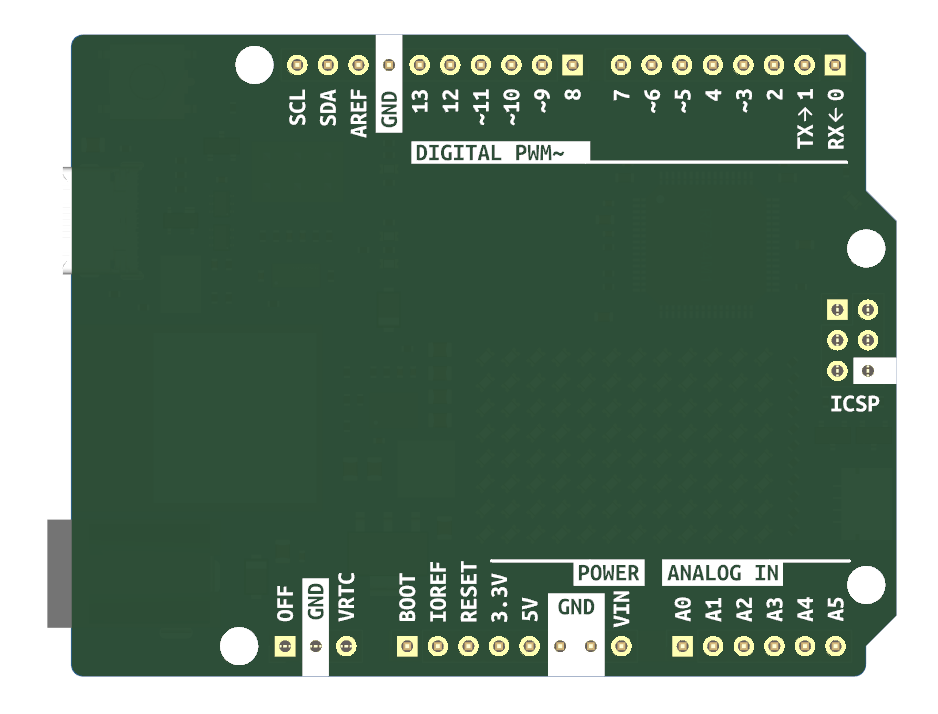 SCL SDA AREF GND 13 12 ~11 ~10 ~9 8 7 ~6 ~5 4 ~3 2 TX→ 1 RX← 0
DIGITAL PWM~
ICSP
POWER ANALOG IN
OFF GND VRTC BOOT IOREF RESET 3.3V 5V GND VIN A0 A1 A2 A3 A4 A5